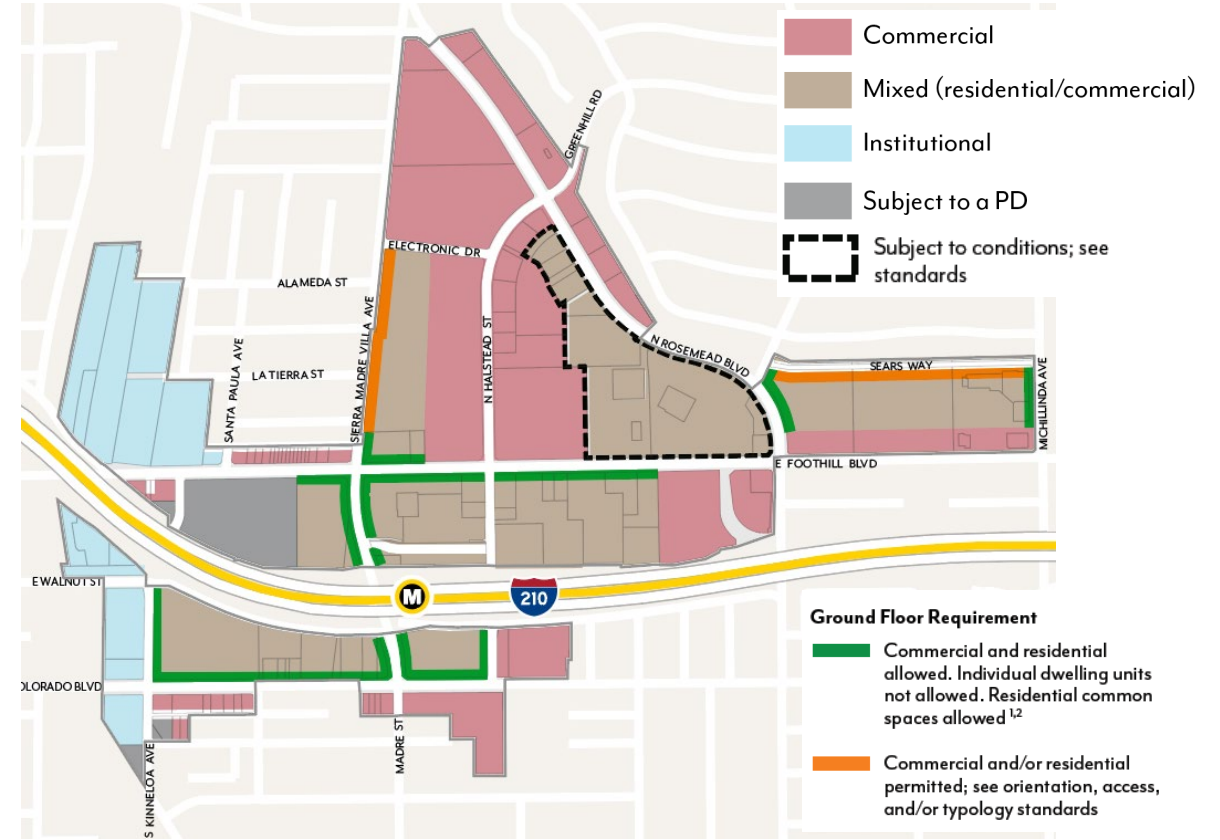 Commercial
Mixed (residential/commercial)
Institutional
Subject to a PD
Subject to conditions; see
standards
GREENHILL RD
ELECTRONIC DR
ALAMEDA ST
SIERRA MADRE VILLA AVE
N HALSTEAD ST
N ROSEMEAD BLVD
SANTA PAULA AVE
LA TIERRA ST
SEARS WAY
MICHILLINDA AVE
E FOOTHILL BLVD
E WALNUT ST
M
210
OLORADO BLVD
MADRE ST
S KINNELOA AVE
Ground Floor Requirement
Commercial and residential
allowed. Individual dwelling units
not allowed. Residential common
spaces allowed 1,2
Commercial and/or residential
permitted; see orientation, access,
and/or typology standards